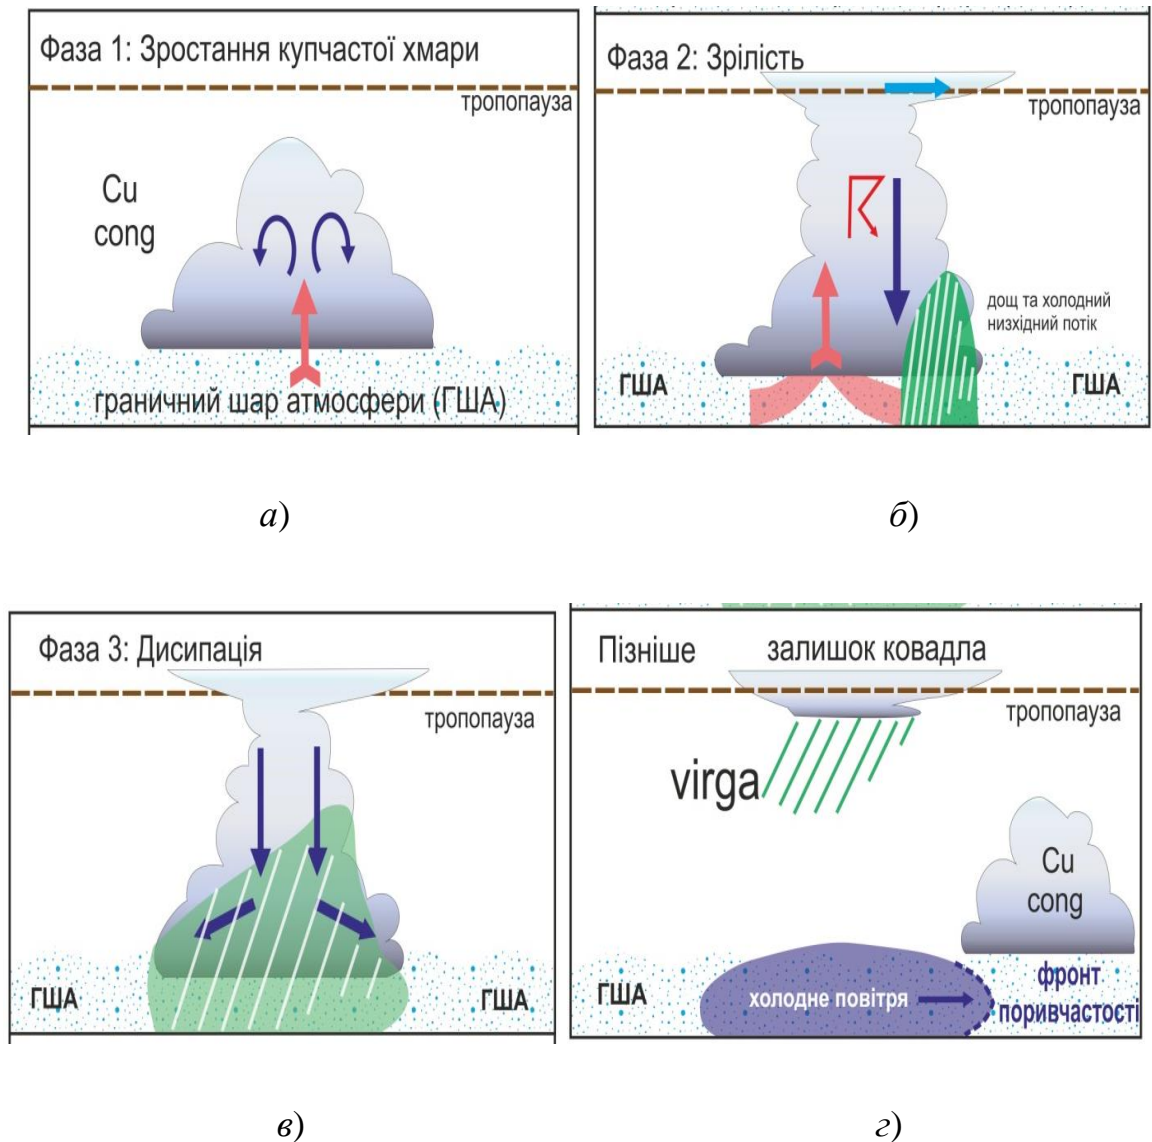 Фаза 1: Зростання купчастої хмари
тропопауза
Cu
cong
граничний шар атмосфери (ГША)
а)
Фаза 2: Зрілість
тропопауза
дощ та холодний
низхідний потік
ГША
ГША
б)
Фаза 3: Дисипація
тропопауза
ГША
ГША
в)
Пізніше
залишок ковадла
тропопауза
virga
Cu
cong
ГША
холодне повітря
фронт
поривчастості
г)